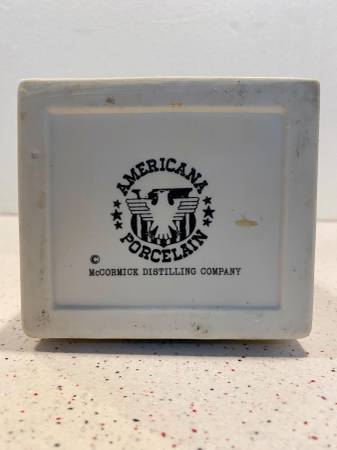 AMERICANA
PORCELAIN
©
McCORMICK DISTILLING COMPANY